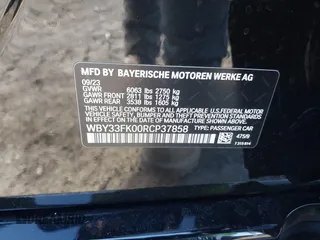 MFD BY BAYERISCHE MOTOREN WERKE AG
09/23
GVWR 6063 lbs 2750 kg
GAWR FRONT 2811 lbs 1275 kg
GAWR REAR 3538 lbs 1605 kg
THIS VEHICLE CONFORMS TO ALL APPLICABLE
U.S.FEDERAL MOTOR VEHICLE SAFETY, BUMPER,
AND THEFT PREVENTION STANDARDS IN EFFECT
ON THE DATE OF MANUFACTURE SHOWN ABOVE.
WBY33FK00RCP37858 TYPE: PASSENGER CAR
475/9